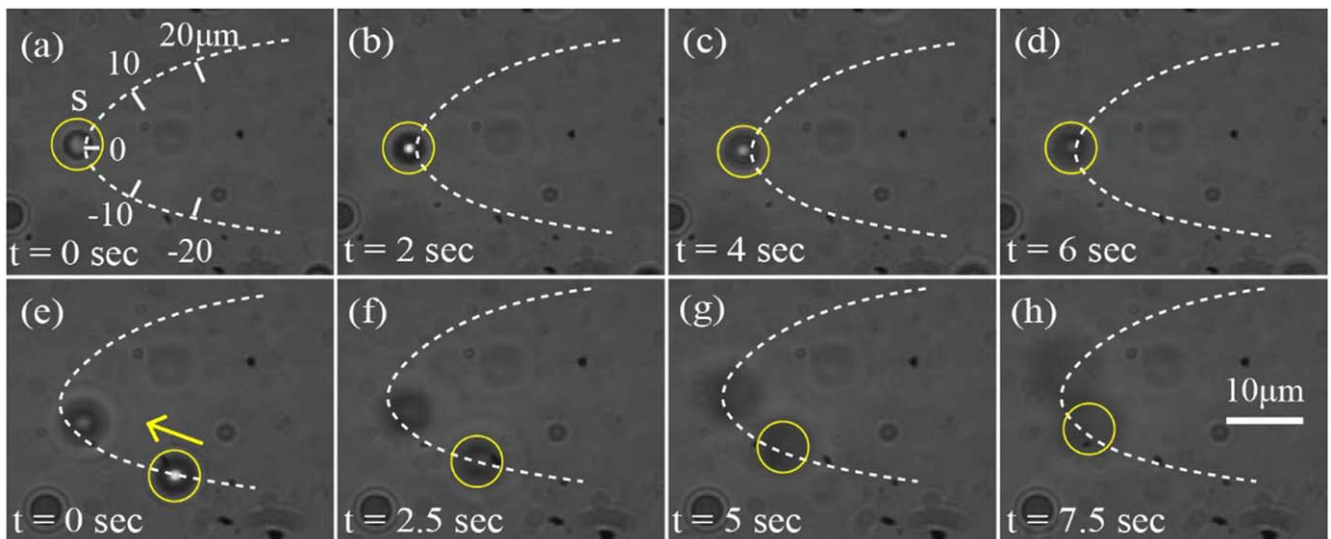 (a)
20μm
10
S
0
-10
-20
t = 0 sec
(b)
t = 2 sec
(c)
t = 4 sec
(d)
t = 6 sec
(e)
t = 0 sec
(f)
t = 2.5 sec
(g)
t = 5 sec
(h)
10μm
t = 7.5 sec